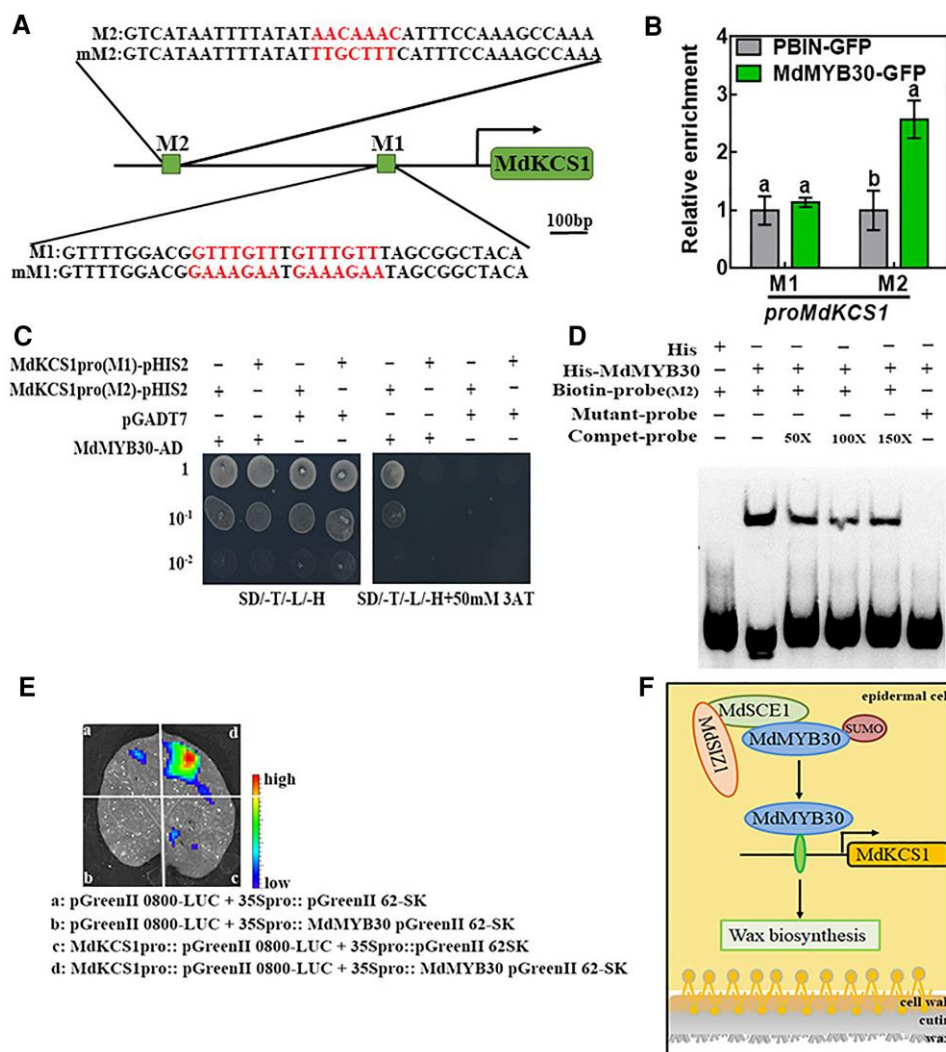 A
M2:GTCATAATTTTATATAACAAACATTTCCAAAGCCAAA
mM2:GTCATAATTTTATATTTGCTTTCATTTCCAAAGCCAAA
M2
M1
MdKCS1
100bp
M1:GTTTTGGACGGTTTGTTTGTTTGTTTAGCGGCTACA
mM1:GTTTTGGACGGAAAGAATGAAAGAATAGCGGCTACA
B
Relative enrichment
4
3
2
1
0
PBIN-GFP
MdMYB30-GFP
a
a
b
a
M1
M2
proMdKCS1
C
MdKCS1pro(M1)-pHIS2 − + − + − + − +
MdKCS1pro(M2)-pHIS2 + − + − + − + −
pGADT7 − − + + − − + +
MdMYB30-AD + + − − + + − −
1
10-1
10-2
SD/-T/-L/-H
SD/-T/-L/-H+50mM 3AT
D
His + − − − − −
His-MdMYB30 − + + + + +
Biotin-probe(M2) + + + + + −
Mutant-probe − − − − − +
Compet-probe − − 50X 100X 150X −
E
a
d
b
c
high
low
a: pGreenII 0800-LUC + 35Spro:: pGreenII 62-SK
b: pGreenII 0800-LUC + 35Spro:: MdMYB30 pGreenII 62-SK
c: MdKCS1pro:: pGreenII 0800-LUC + 35Spro::pGreenII 62SK
d: MdKCS1pro:: pGreenII 0800-LUC + 35Spro:: MdMYB30 pGreenII 62-SK
F
epidermal cel
MdSCE1
MdSIZ1
MdMYB30
SUMO
MdMYB30
MdKCS1
Wax biosynthesis
cell wal
cutin
wax